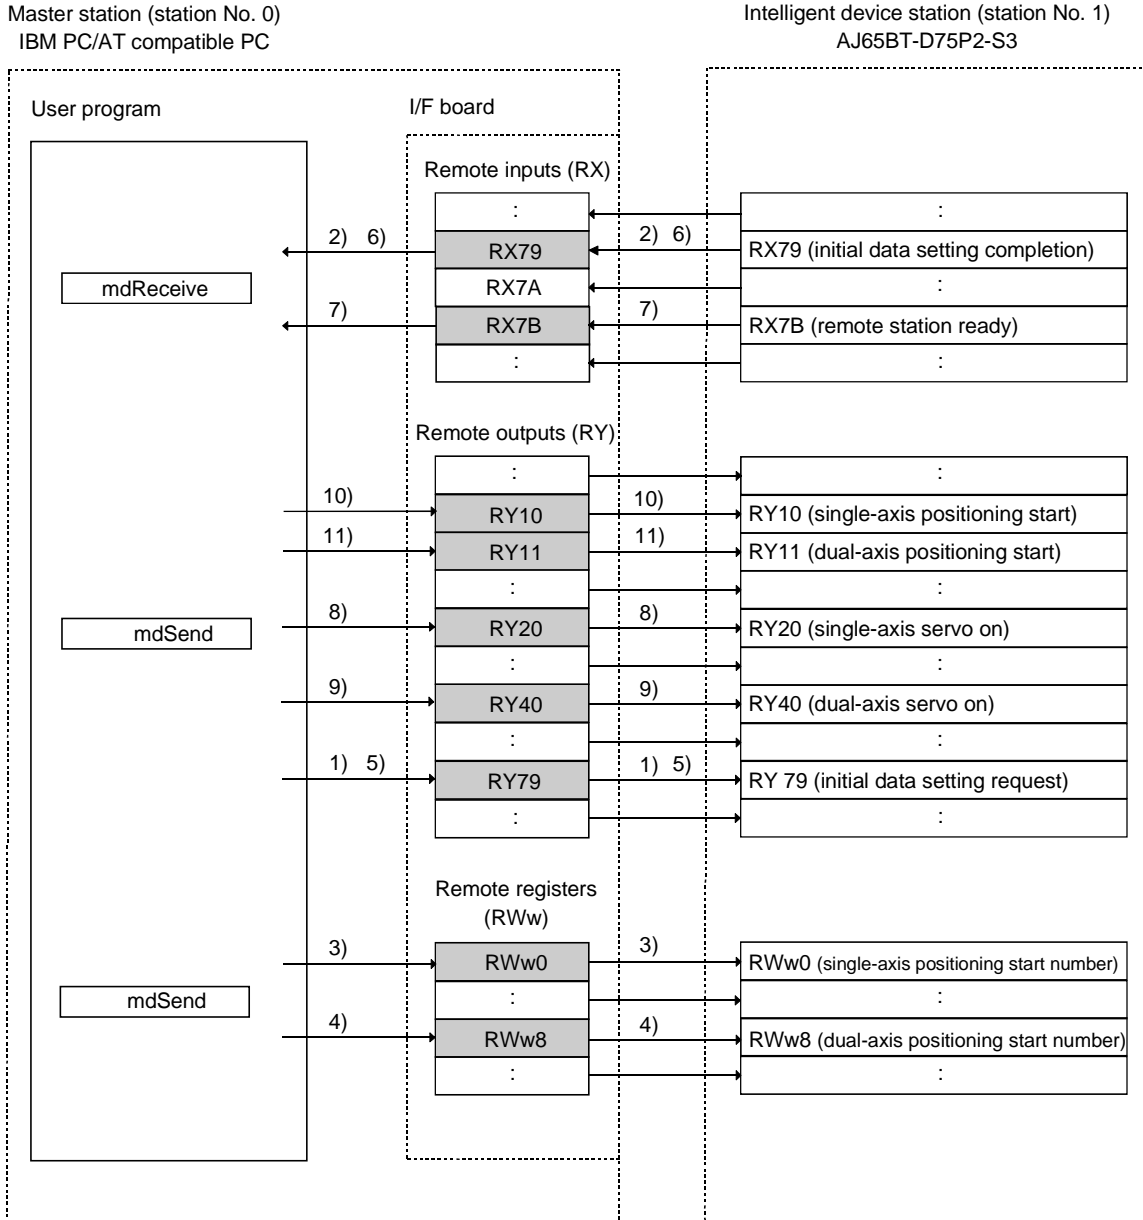 Master station (station No. 0)
IBM PC/AT compatible PC
Intelligent device station (station No. 1)
AJ65BT-D75P2-S3
User program
I/F board
Remote inputs (RX)
:
:
2) 6)
RX79
2) 6)
RX79 (initial data setting completion)
mdReceive
RX7A
:
7)
RX7B
7)
RX7B (remote station ready)
:
:
Remote outputs (RY)
:
:
10)
RY10
10)
RY10 (single-axis positioning start)
11)
RY11
11)
RY11 (dual-axis positioning start)
:
:
8)
mdSend
RY20
8)
RY20 (single-axis servo on)
:
:
9)
RY40
9)
RY40 (dual-axis servo on)
:
:
1) 5)
RY79
1) 5)
RY 79 (initial data setting request)
:
:
Remote registers
(RWw)
3)
RWw0
3)
RWw0 (single-axis positioning start number)
mdSend
:
:
4)
RWw8
4)
RWw8 (dual-axis positioning start number)
:
: